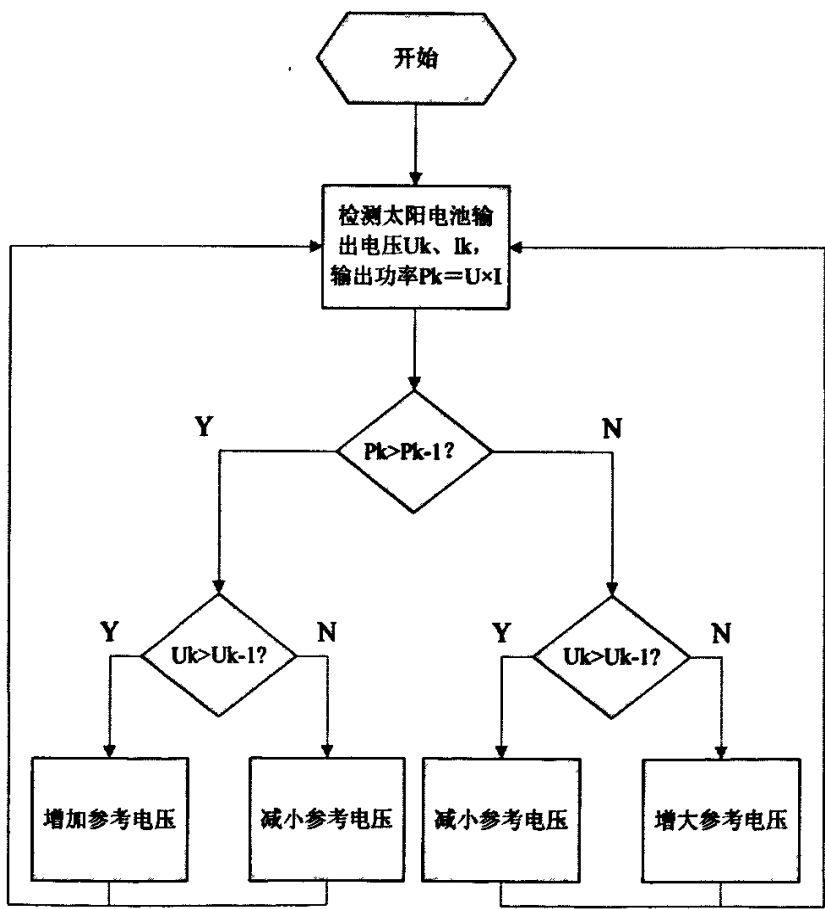 开始
检测太阳电池输
出电压Uk、Ik,
输出功率Pk=U×I
Y
N
Pk>Pk-1?
Y
N
Y
N
Uk>Uk-1?
Uk>Uk-1?
增加参考电压
减小参考电压
减小参考电压
增大参考电压